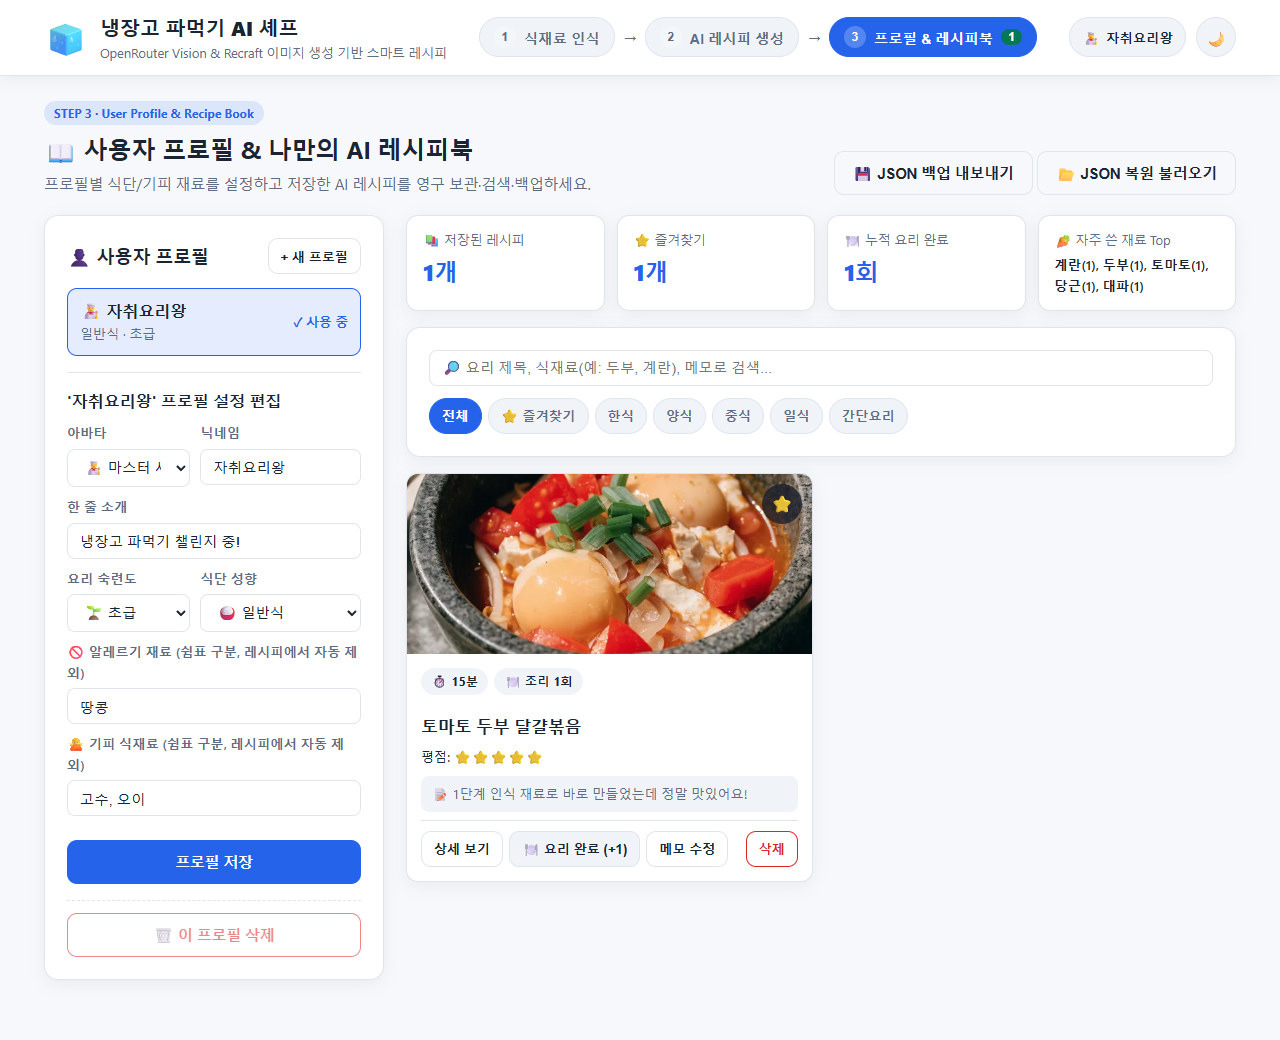 냉장고 파먹기 AI 셰프
OpenRouter Vision & Recraft 이미지 생성 기반 스마트 레시피
1 식재료 인식 → 2 AI 레시피 생성 → 3 프로필 & 레시피북 1
자취요리왕
STEP 3 · User Profile & Recipe Book
사용자 프로필 & 나만의 AI 레시피북
프로필별 식단/기피 재료를 설정하고 저장한 AI 레시피를 영구 보관·검색·백업하세요.
JSON 백업 내보내기
JSON 복원 불러오기
사용자 프로필
+ 새 프로필
자취요리왕
일반식 · 초급
✓ 사용 중
'자취요리왕' 프로필 설정 편집
아바타
닉네임
마스터
자취요리왕
한 줄 소개
냉장고 파먹기 챌린지 중!
요리 숙련도
식단 성향
초급
일반식
알레르기 재료 (쉼표 구분, 레시피에서 자동 제
외)
땅콩
기피 식재료 (쉼표 구분, 레시피에서 자동 제
외)
고수, 오이
프로필 저장
이 프로필 삭제
저장된 레시피
1개
즐겨찾기
1개
누적 요리 완료
1회
자주 쓴 재료 Top
계란(1), 두부(1), 토마토(1),
당근(1), 대파(1)
요리 제목, 식재료(예: 두부, 계란), 메모로 검색...
전체
즐겨찾기
한식
양식
중식
일식
간단요리
15분
조리 1회
토마토 두부 달걀볶음
평점:
1단계 인식 재료로 바로 만들었는데 정말 맛있어요!
상세 보기
요리 완료 (+1)
메모 수정
삭제